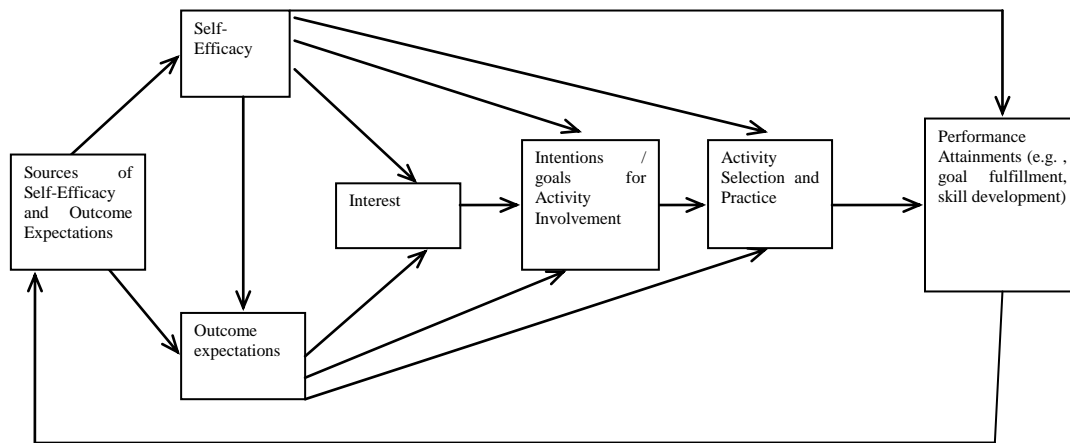 Self-
Efficacy
Sources of
Self-Efficacy
and Outcome
Expectations
Interest
Outcome
expectations
Intentions /
goals for
Activity
Involvement
Activity
Selection and
Practice
Performance
Attainments (e.g. ,
goal fulfillment,
skill development)